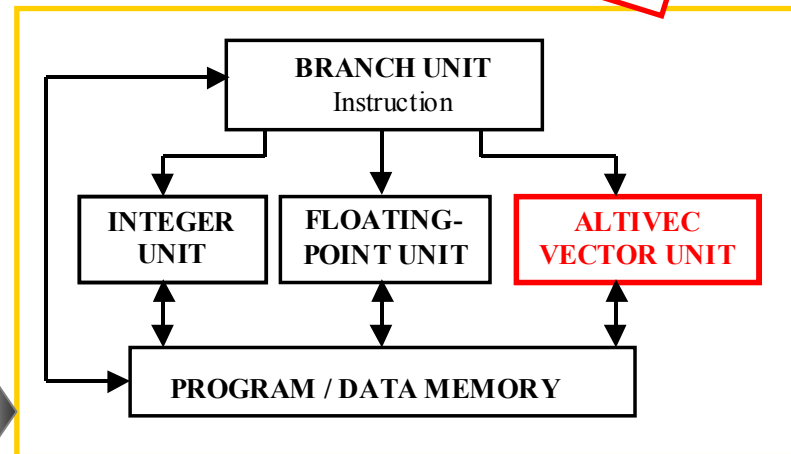 BRANCH UNIT
Instruction
INTEGER
UNIT
FLOATING-
POINT UNIT
ALTIVEC
VECTOR UNIT
PROGRAM / DATA MEMORY